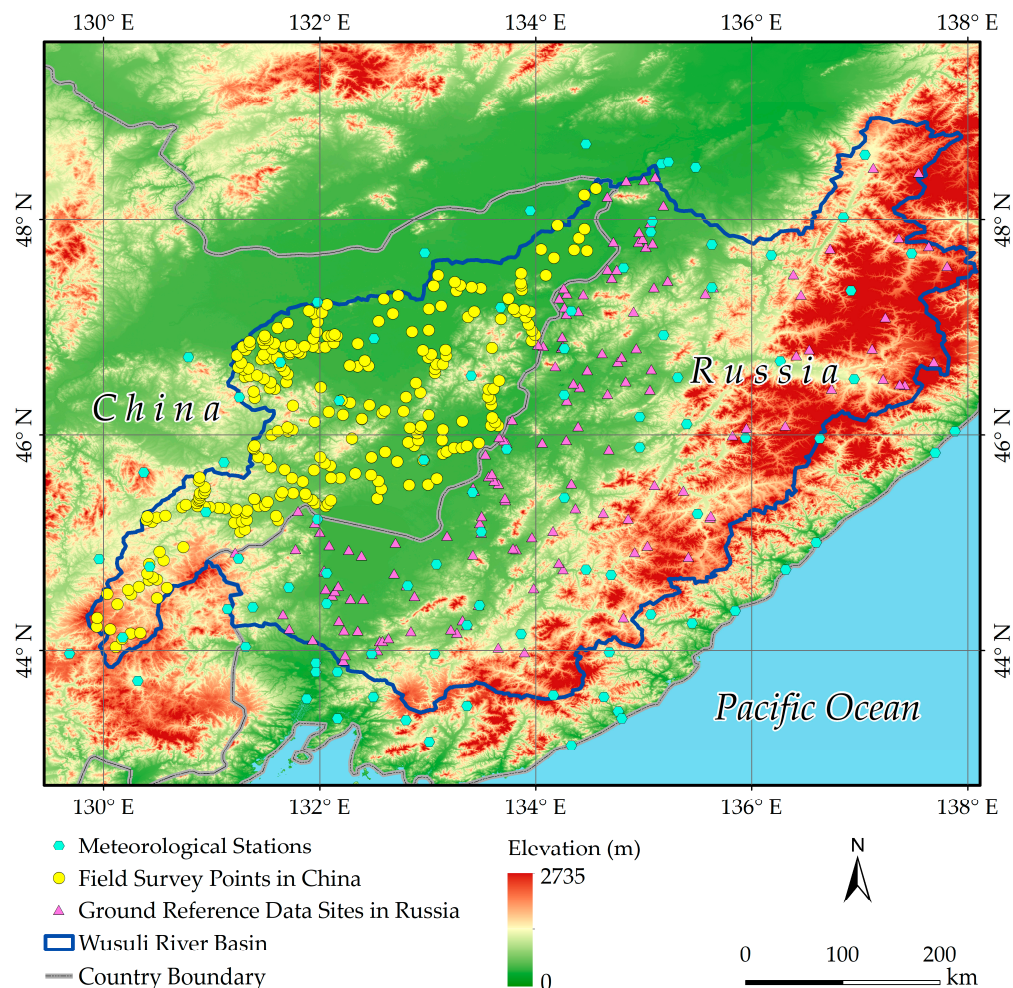 130° E 132° E 134° E 136° E 138° E
48° N 48° N
Russia
China
46° N 46° N
44° N 44° N
Pacific Ocean
130° E 132° E 134° E 136° E 138° E
Meteorological Stations
Field Survey Points in China
Ground Reference Data Sites in Russia
Wusuli River Basin
Country Boundary
Elevation (m)
2735
0
N
0 100 200
km